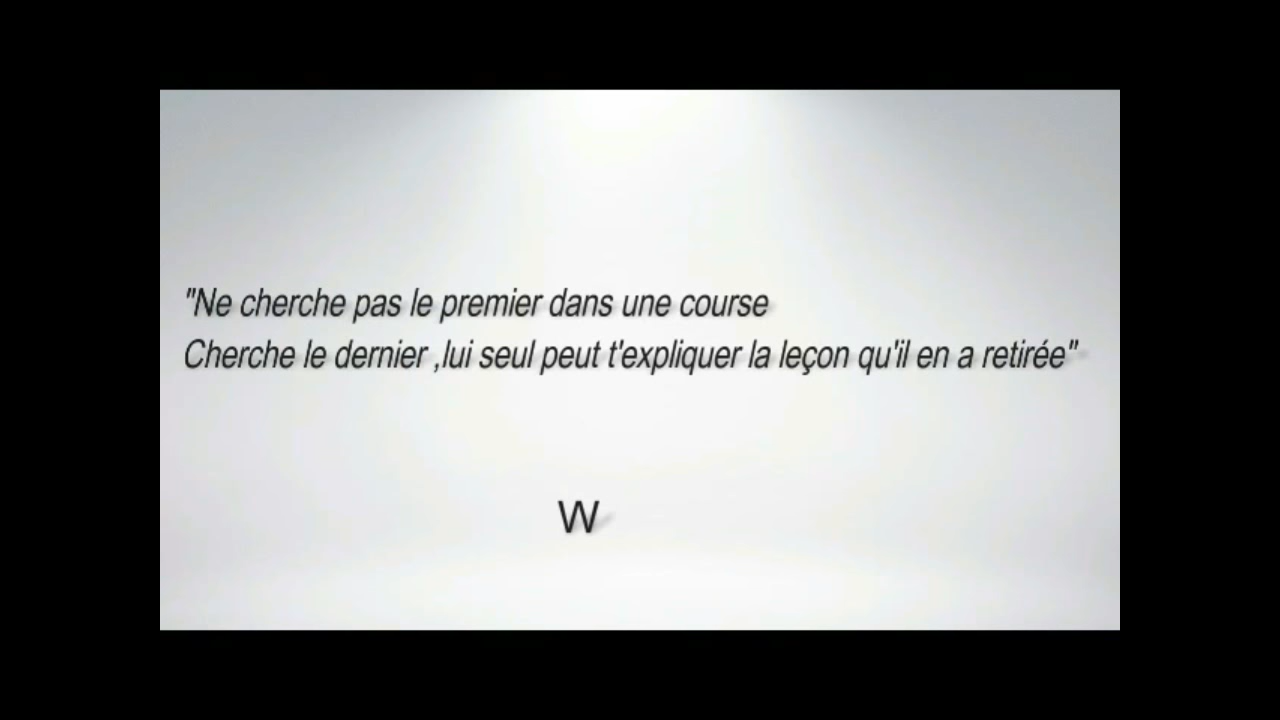 "Ne cherche pas le premier dans une course
Cherche le dernier ,lui seul peut t'expliquer la leçon qu'il en a retirée"
W